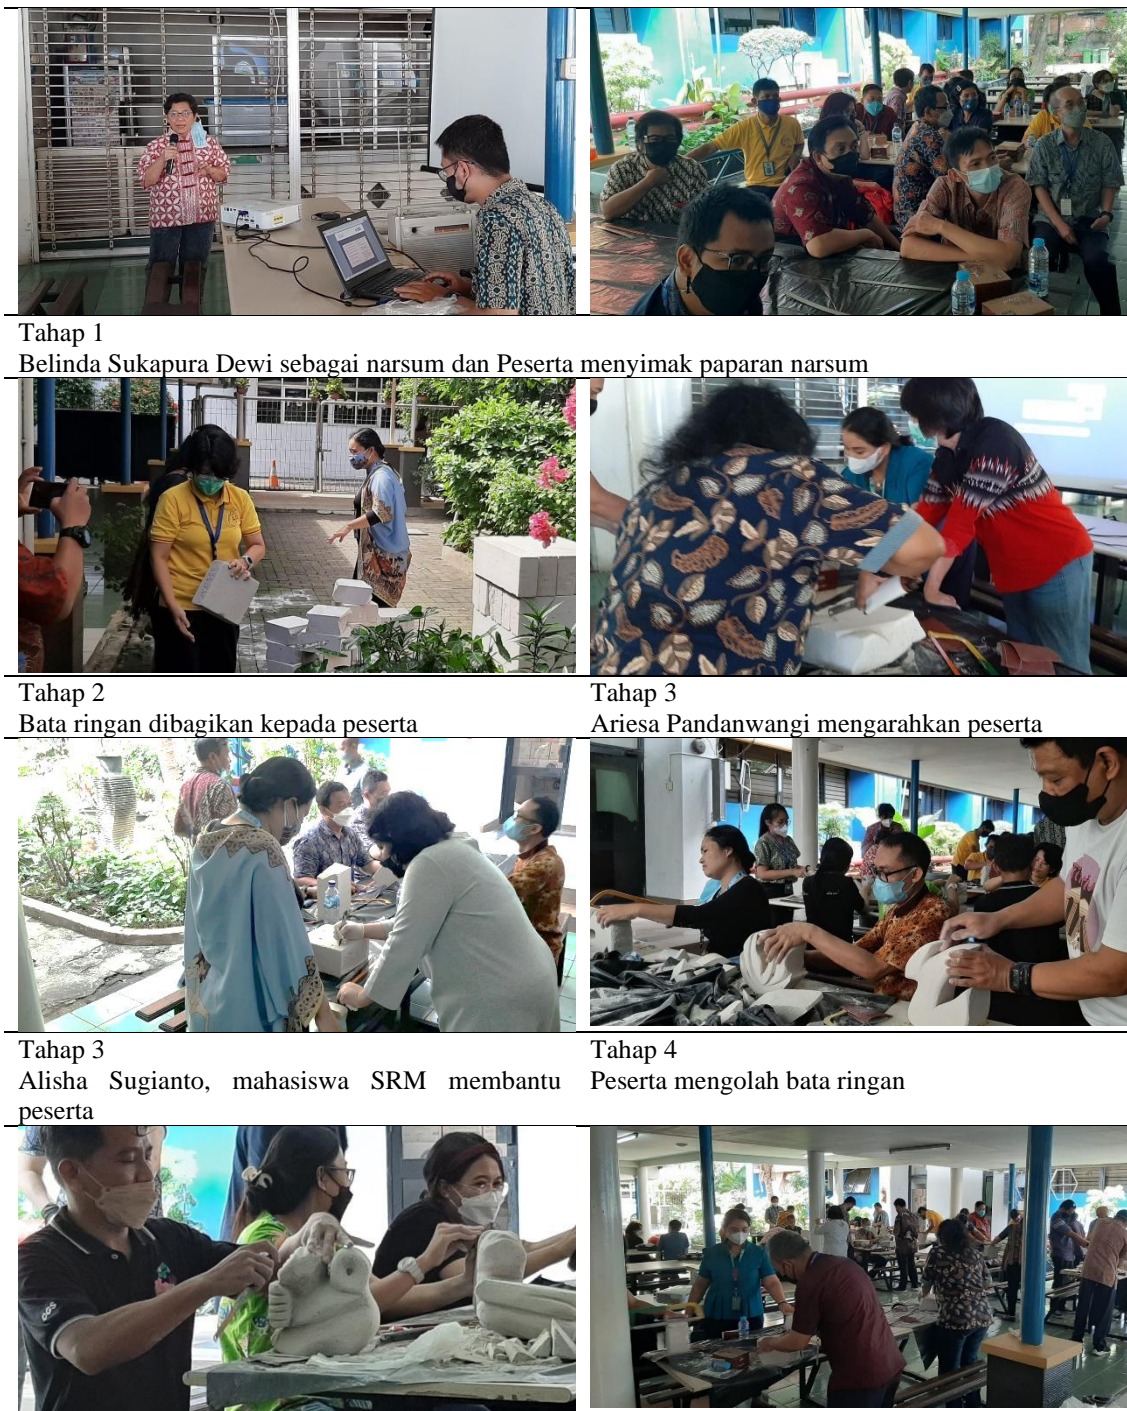 Tahap 1
Belinda Sukapura Dewi sebagai narsum dan Peserta menyimak paparan narsum
Tahap 2
Bata ringan dibagikan kepada peserta
Tahap 3
Ariesa Pandanwangi mengarahkan peserta
Tahap 3
Alisha Sugianto, mahasiswa SRM membantu
peserta
Tahap 4
Peserta mengolah bata ringan